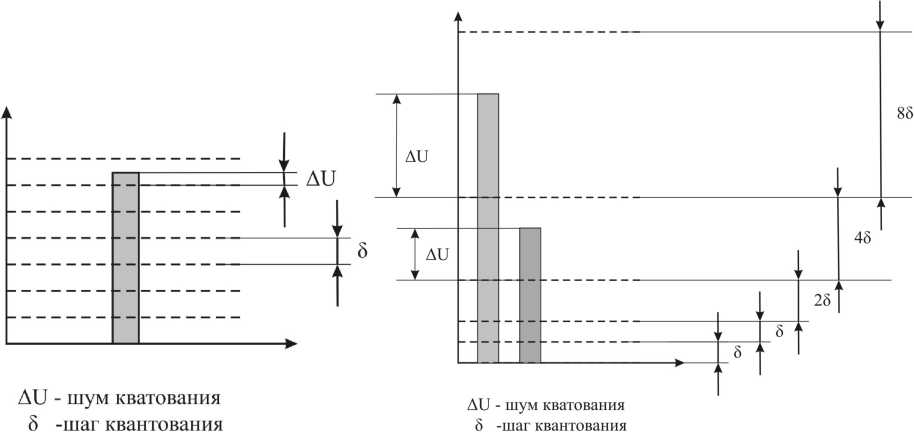 ΔU
δ
ΔU - шум кватования
δ -шаг квантования
8δ
ΔU
4δ
ΔU
2δ
δ
δ
ΔU - шум кватования
δ -шаг квантования